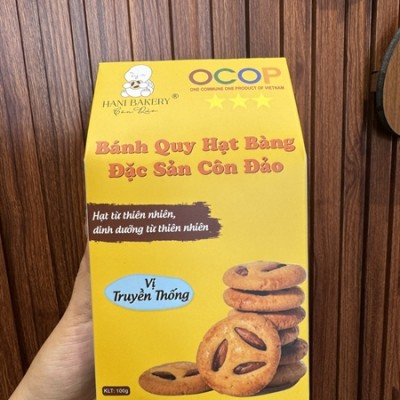 OCOP
ONE COMMUNE ONE PRODUCT OF VIETNAM
HANI BAKERY®
Côn Đảo
Bánh Quy Hạt Bàng
Đặc Sản Côn Đảo
Hạt từ thiên nhiên,
dinh dưỡng từ thiên nhiên
Vị
Truyền Thống
KLT: 100g